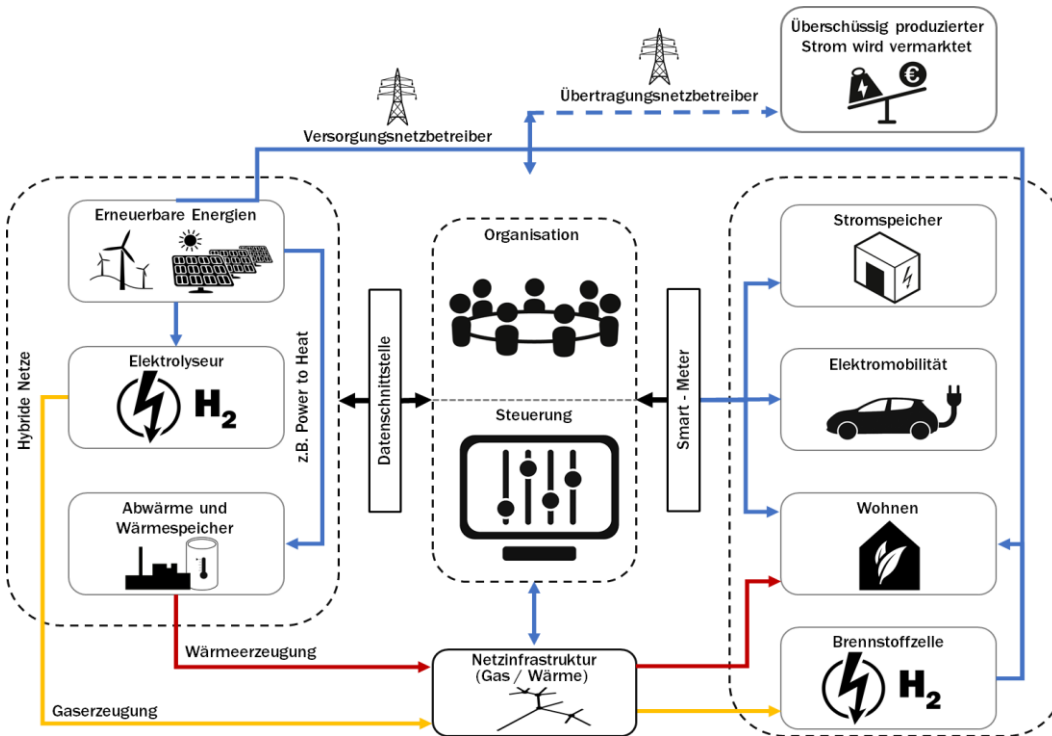 Überschüssig produzierter
Strom wird vermarktet
€
Übertragungsnetzbetreiber
Versorgungsnetzbetreiber
Hybride Netze
Erneuerbare Energien
Elektrolyseur
H2
z.B. Power to Heat
Abwärme und
Wärmespeicher
Datenschnittstelle
Organisation
Steuerung
Smart - Meter
Stromspeicher
Elektromobilität
Wohnen
Brennstoffzelle
H2
Wärmeerzeugung
Gaserzeugung
Netzinfrastruktur
(Gas / Wärme)